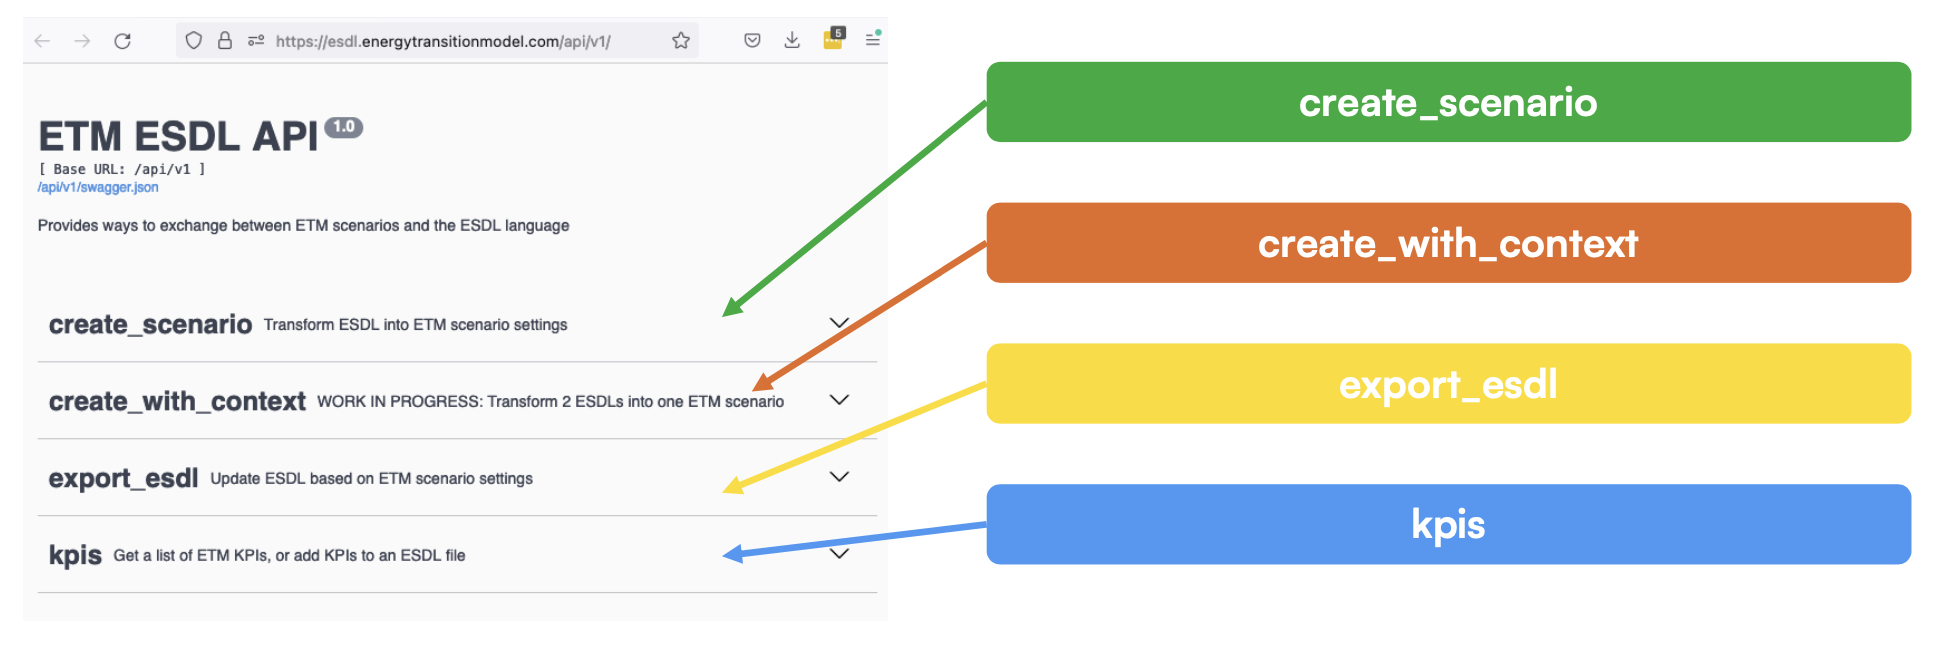 https://esdl.energytransitionmodel.com/api/v1/
5
ETM ESDL API 1.0
[ Base URL: /api/v1 ]
/api/v1/swagger.json
Provides ways to exchange between ETM scenarios and the ESDL language
create_scenario Transform ESDL into ETM scenario settings
create_with_context WORK IN PROGRESS: Transform 2 ESDLs into one ETM scenario
export_esdl Update ESDL based on ETM scenario settings
kpis Get a list of ETM KPIs, or add KPIs to an ESDL file
create_scenario
create_with_context
export_esdl
kpis